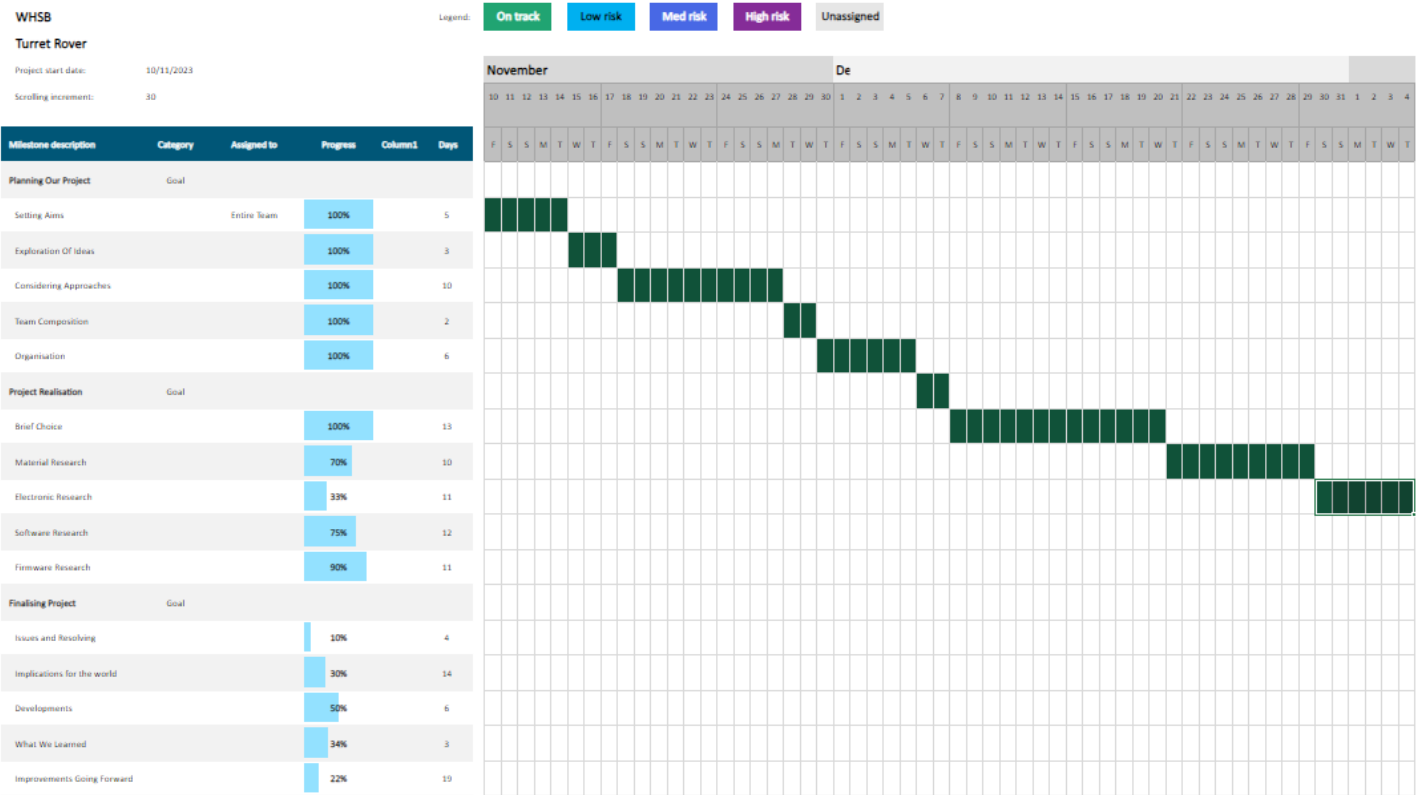 WHSB
Legend: On track Low risk Med risk High risk Unassigned
Turret Rover
Project start date: 10/11/2023
November De
Scrolling increment: 30
10 11 12 13 14 15 16 17 18 19 20 21 22 23 24 25 26 27 28 29 30 1 2 3 4 5 6 7 8 9 10 11 12 13 14 15 16 17 18 19 20 21 22 23 24 25 26 27 28 29 30 31 1 2 3 4
Milestone description Category Assigned to Progress Column1 Days F S S M T W T F S S M T W T F S S M T W T F S S M T W T F S S M T W T F S S M T W T F S S M T W T F S S M T W T
Planning Our Project Goal
Setting Aims Entire Team 100% 5
Exploration Of Ideas 100% 3
Considering Approaches 100% 10
Team Composition 100% 2
Organisation 100% 6
Project Realisation Goal
Brief Choice 100% 13
Material Research 70% 10
Electronic Research 33% 11
Software Research 75% 12
Firmware Research 90% 11
Finalising Project Goal
Issues and Resolving 10% 4
Implications for the world 30% 14
Developments 50% 6
What We Learned 34% 3
Improvements Going Forward 22% 19